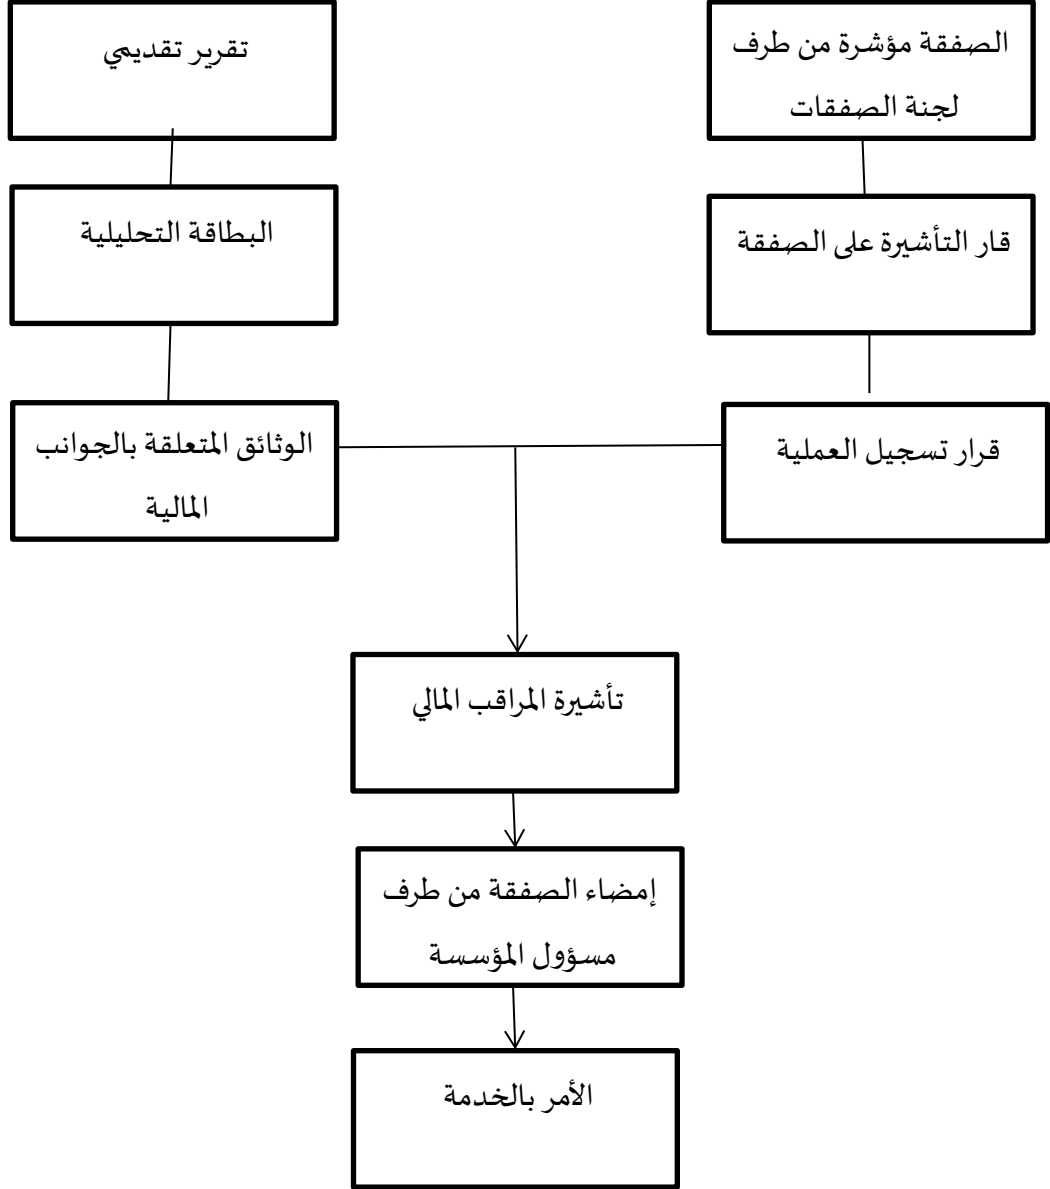 الصفقة مؤشرة من طرف
لجنة الصفقات
تقرير تقديمي
قار التأشيرة على الصفقة
البطاقة التحليلية
قرار تسجيل العملية
الوثائق المتعلقة بالجوانب
المالية
تأشيرة المراقب المالي
إمضاء الصفقة من طرف
مسؤول المؤسسة
الأمر بالخدمة